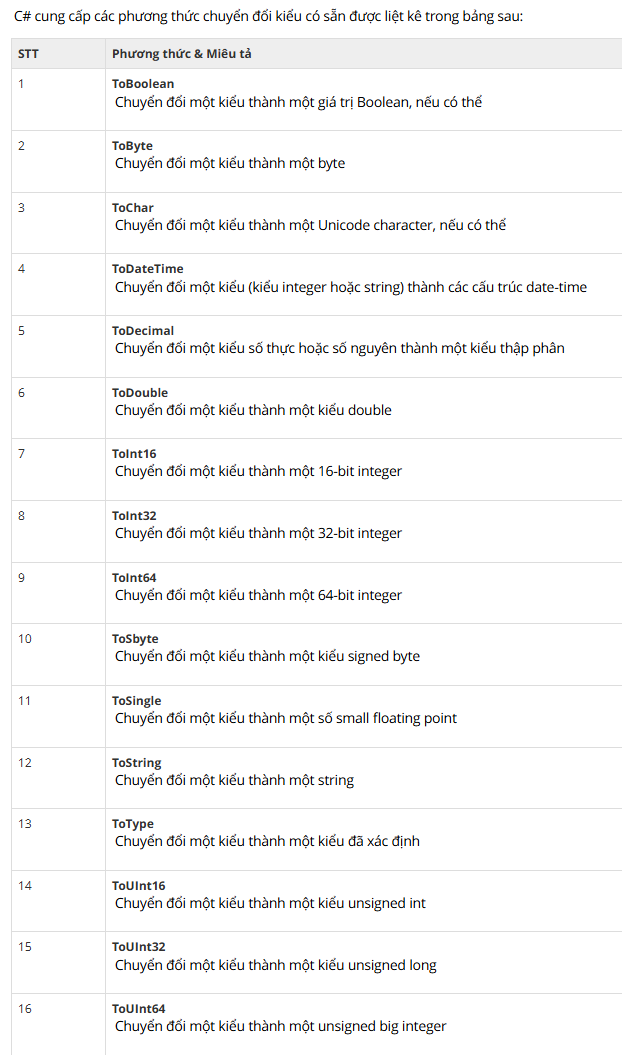 C# cung cấp các phương thức chuyển đổi kiểu có sẵn được liệt kê trong bảng sau:
STT Phương thức & Miêu tả
1 ToBoolean
Chuyển đổi một kiểu thành một giá trị Boolean, nếu có thể
2 ToByte
Chuyển đổi một kiểu thành một byte
3 ToChar
Chuyển đổi một kiểu thành một Unicode character, nếu có thể
4 ToDateTime
Chuyển đổi một kiểu (kiểu integer hoặc string) thành các cấu trúc date-time
5 ToDecimal
Chuyển đổi một kiểu số thực hoặc số nguyên thành một kiểu thập phân
6 ToDouble
Chuyển đổi một kiểu thành một kiểu double
7 ToInt16
Chuyển đổi một kiểu thành một 16-bit integer
8 ToInt32
Chuyển đổi một kiểu thành một 32-bit integer
9 ToInt64
Chuyển đổi một kiểu thành một 64-bit integer
10 ToSbyte
Chuyển đổi một kiểu thành một kiểu signed byte
11 ToSingle
Chuyển đổi một kiểu thành một số small floating point
12 ToString
Chuyển đổi một kiểu thành một string
13 ToType
Chuyển đổi một kiểu thành một kiểu đã xác định
14 ToUInt16
Chuyển đổi một kiểu thành một kiểu unsigned int
15 ToUInt32
Chuyển đổi một kiểu thành một kiểu unsigned long
16 ToUInt64
Chuyển đổi một kiểu thành một unsigned big integer